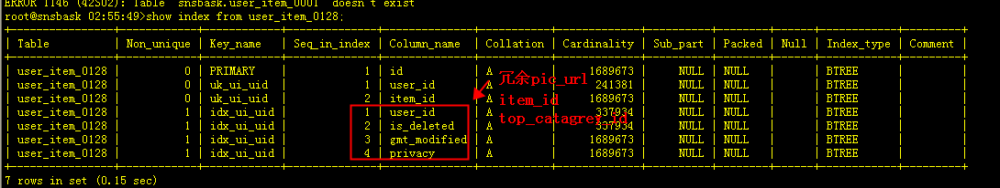 ERROR 1146 (42S02): Table 'snsbask.user_item_0001' doesn't exist
root@snsbask 02:55:49>show index from user_item_0128;
| Table | Non_unique | Key_name | Seq_in_index | Column_name | Collation | Cardinality | Sub_part | Packed | Null | Index_type | Comment |
| user_item_0128 | 0 | PRIMARY | 1 | id | A | 1689673 | NULL | NULL | | BTREE | |
| user_item_0128 | 0 | uk_ui_uid | 1 | user_id | A | 241381 | NULL | NULL | | BTREE | |
| user_item_0128 | 0 | uk_ui_uid | 2 | item_id | A | 1689673 | NULL | NULL | | BTREE | |
| user_item_0128 | 1 | idx_ui_uid | 1 | user_id | A | 337934 | NULL | NULL | | BTREE | |
| user_item_0128 | 1 | idx_ui_uid | 2 | is_deleted | A | 337934 | NULL | NULL | | BTREE | |
| user_item_0128 | 1 | idx_ui_uid | 3 | gmt_modified | A | 1689673 | NULL | NULL | | BTREE | |
| user_item_0128 | 1 | idx_ui_uid | 4 | privacy | A | 1689673 | NULL | NULL | | BTREE | |
7 rows in set (0.15 sec)
冗余pic_url
item_id
top_catagrey_id